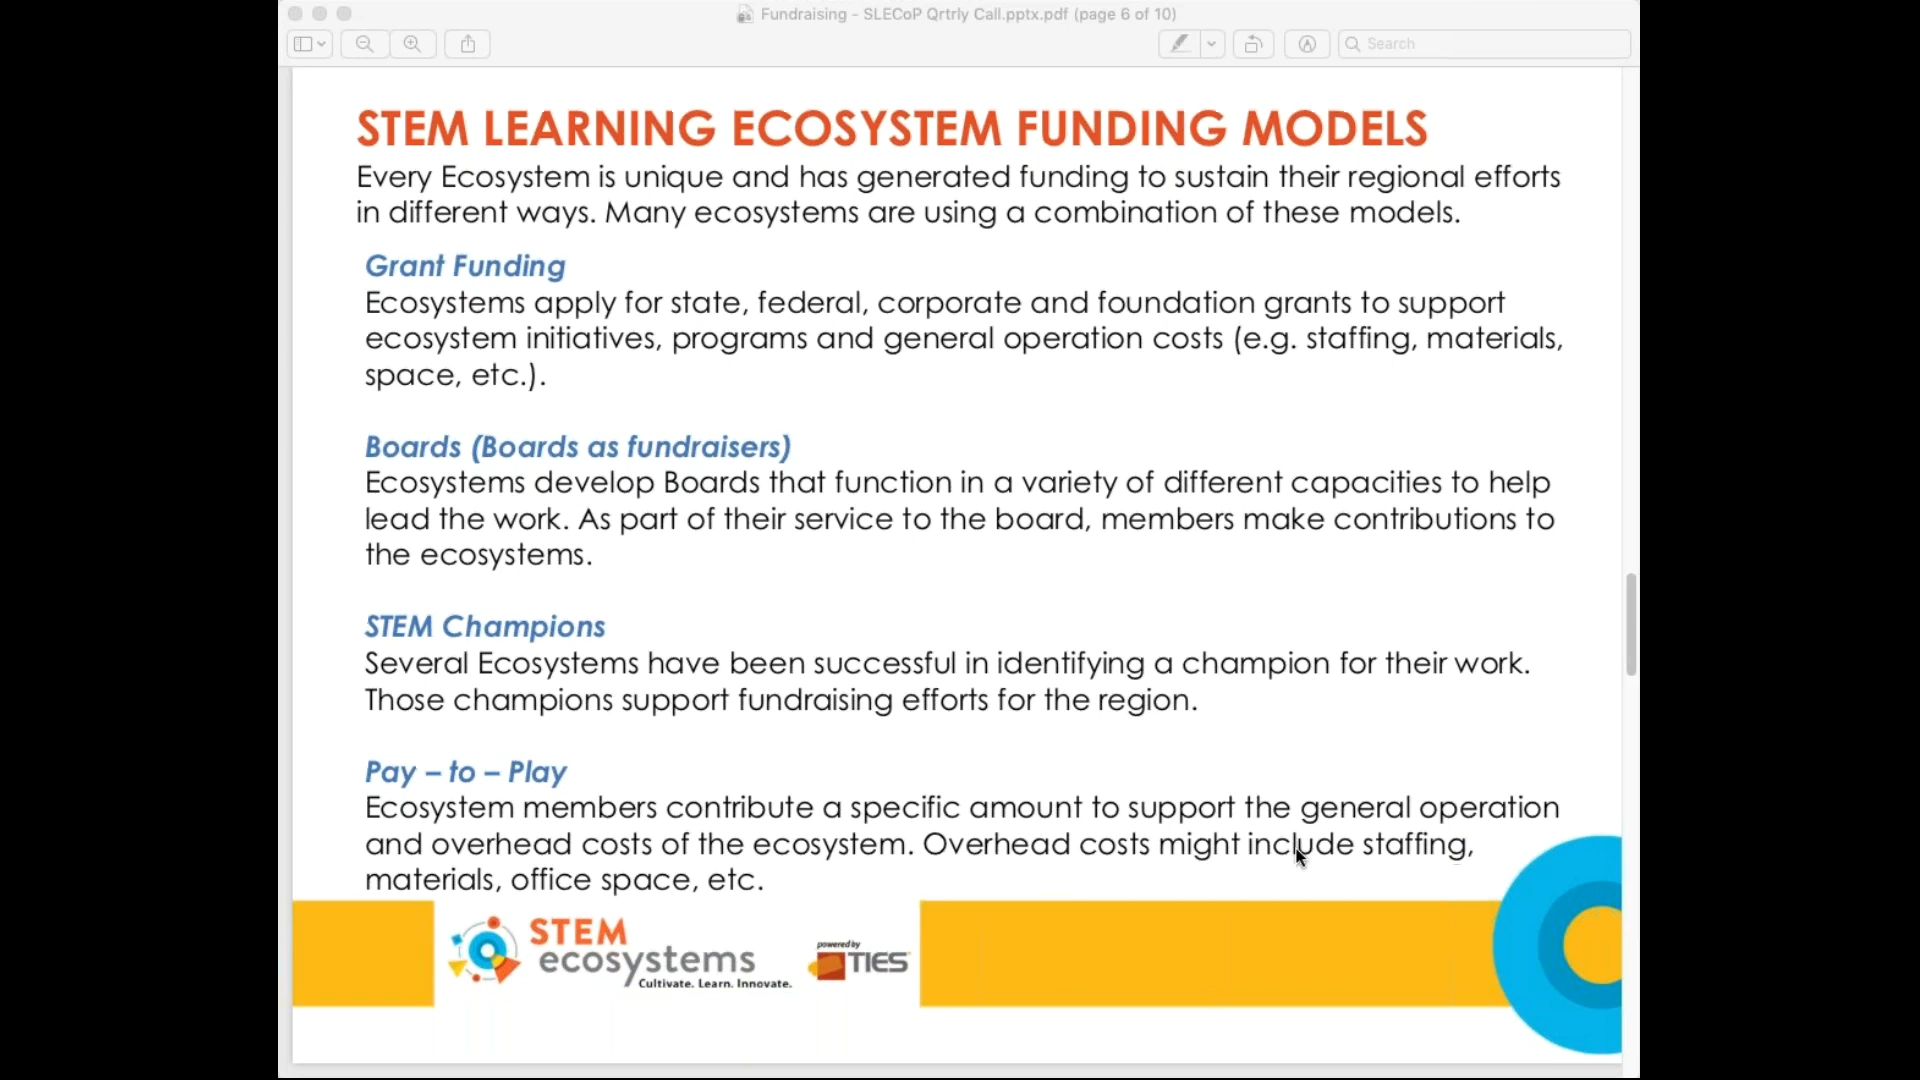 Fundraising - SLECoP Qrtrly Call.pptx.pdf (page 6 of 10)
Search
STEM LEARNING ECOSYSTEM FUNDING MODELS
Every Ecosystem is unique and has generated funding to sustain their regional efforts
in different ways. Many ecosystems are using a combination of these models.
Grant Funding
Ecosystems apply for state, federal, corporate and foundation grants to support
ecosystem initiatives, programs and general operation costs (e.g. staffing, materials,
space, etc.).
Boards (Boards as fundraisers)
Ecosystems develop Boards that function in a variety of different capacities to help
lead the work. As part of their service to the board, members make contributions to
the ecosystems.
STEM Champions
Several Ecosystems have been successful in identifying a champion for their work.
Those champions support fundraising efforts for the region.
Pay – to – Play
Ecosystem members contribute a specific amount to support the general operation
and overhead costs of the ecosystem. Overhead costs might include staffing,
materials, office space, etc.
STEM
ecosystems
Cultivate. Learn. Innovate.
powered by
TIES